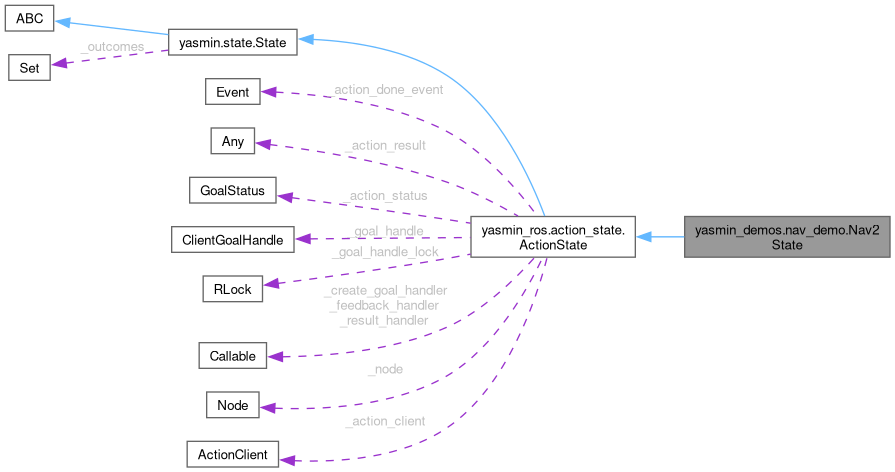 ABC
yasmin.state.State
_outcomes
Set
Event
_action_done_event
Any
_action_result
GoalStatus
_action_status
ClientGoalHandle
_goal_handle
_goal_handle_lock
RLock
yasmin_ros.action_state.
ActionState
yasmin_demos.nav_demo.Nav2
State
_create_goal_handler
_feedback_handler
_result_handler
Callable
_node
Node
_action_client
ActionClient